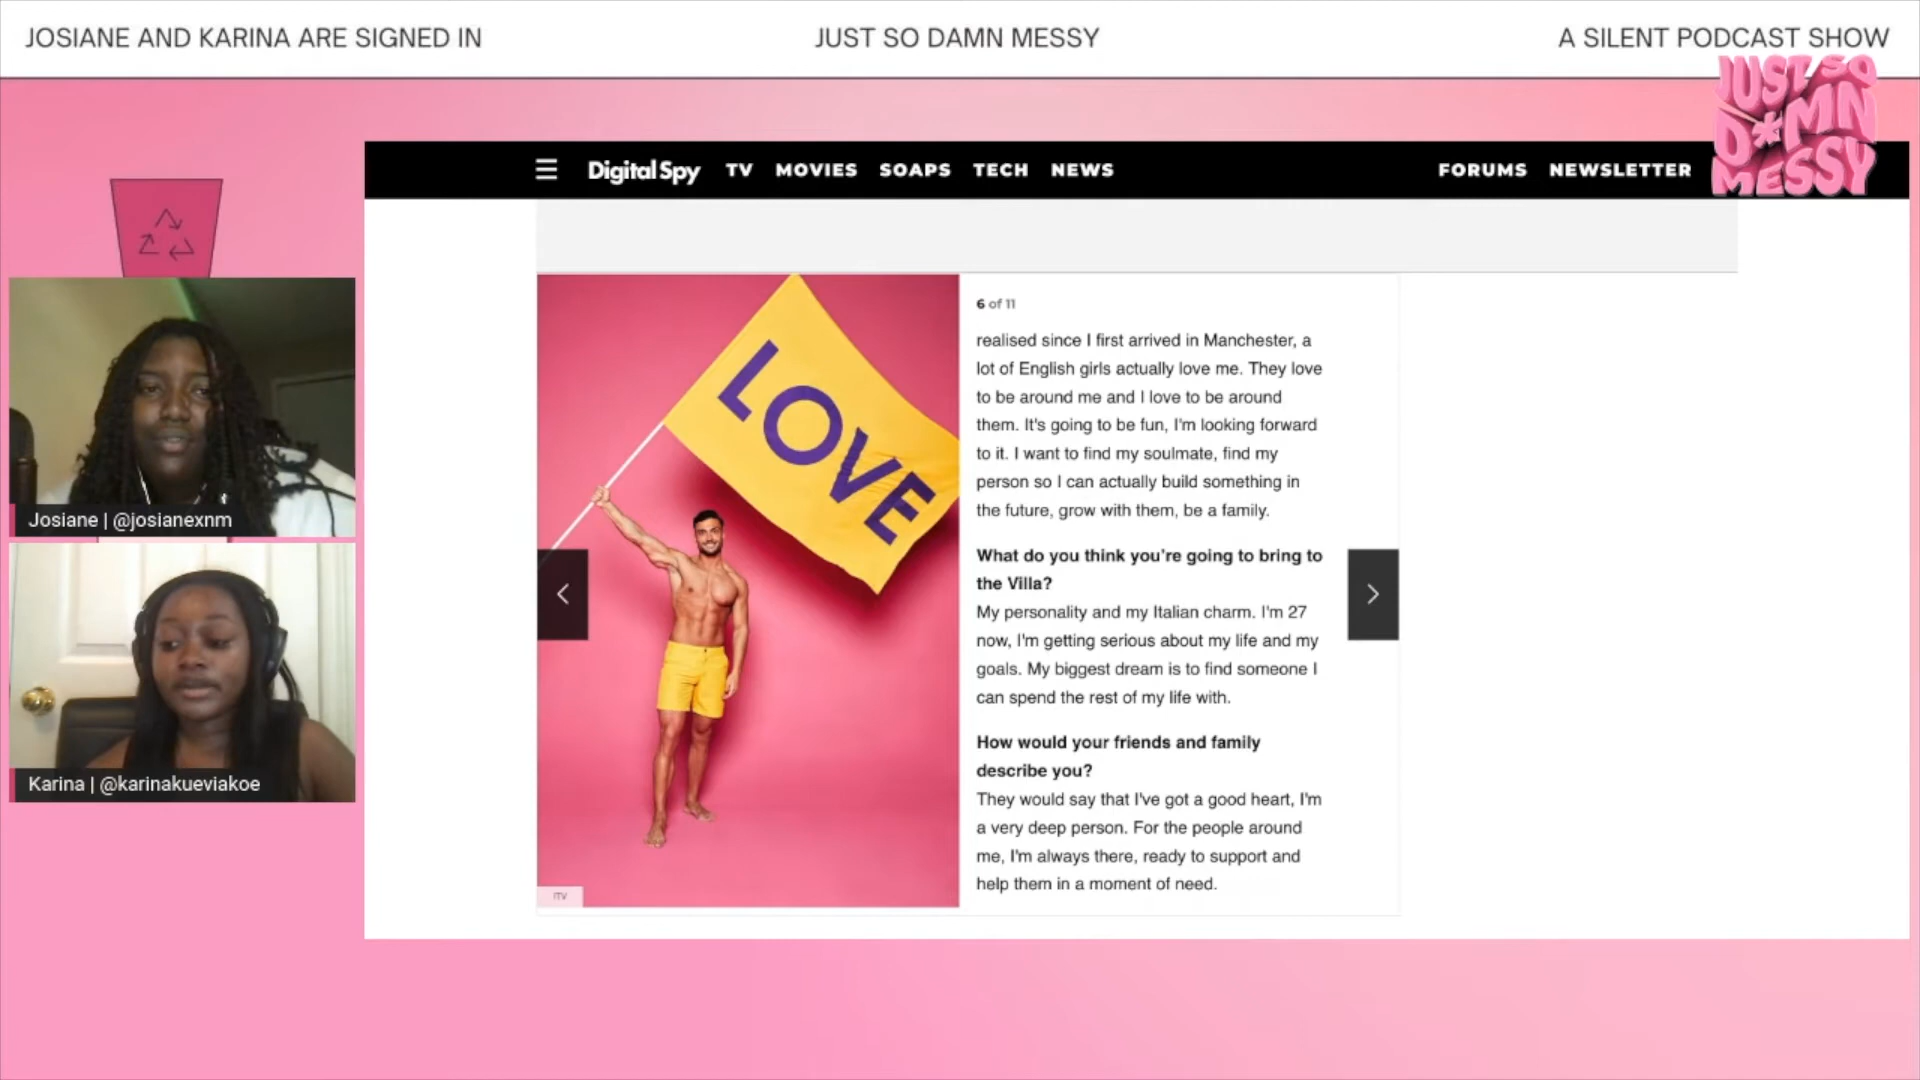 JOSIANE AND KARINA ARE SIGNED IN
JUST SO DAMN MESSY
A SILENT PODCAST SHOW
JUST SO
D*MN
MESSY
Digital Spy
TV
MOVIES
SOAPS
TECH
NEWS
FORUMS
NEWSLETTER
Josiane | @josianexnm
Karina | @karinakueviakoe
LOVE
ITV
6 of 11
realised since I first arrived in Manchester, a
lot of English girls actually love me. They love
to be around me and I love to be around
them. It's going to be fun, I'm looking forward
to it. I want to find my soulmate, find my
person so I can actually build something in
the future, grow with them, be a family.
What do you think you're going to bring to
the Villa?
My personality and my Italian charm. I'm 27
now, I'm getting serious about my life and my
goals. My biggest dream is to find someone I
can spend the rest of my life with.
How would your friends and family
describe you?
They would say that I've got a good heart, I'm
a very deep person. For the people around
me, I'm always there, ready to support and
help them in a moment of need.